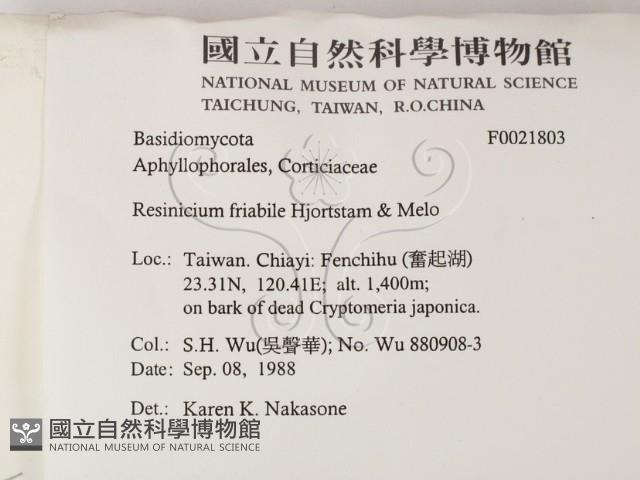 國立自然科學博物館
NATIONAL MUSEUM OF NATURAL SCIENCE
TAICHUNG, TAIWAN, R.O.CHINA
Basidiomycota F0021803
Aphyllophorales, Corticiaceae
Resinicium friabile Hjortstam & Melo
Loc.: Taiwan. Chiayi: Fenchihu (奮起湖)
23.31N, 120.41E; alt. 1,400m;
on bark of dead Cryptomeria japonica.
Col.: S.H. Wu(吳聲華); No. Wu 880908-3
Date: Sep. 08, 1988
Det.: Karen K. Nakasone
國立自然科學博物館
NATIONAL MUSEUM OF NATURAL SCIENCE